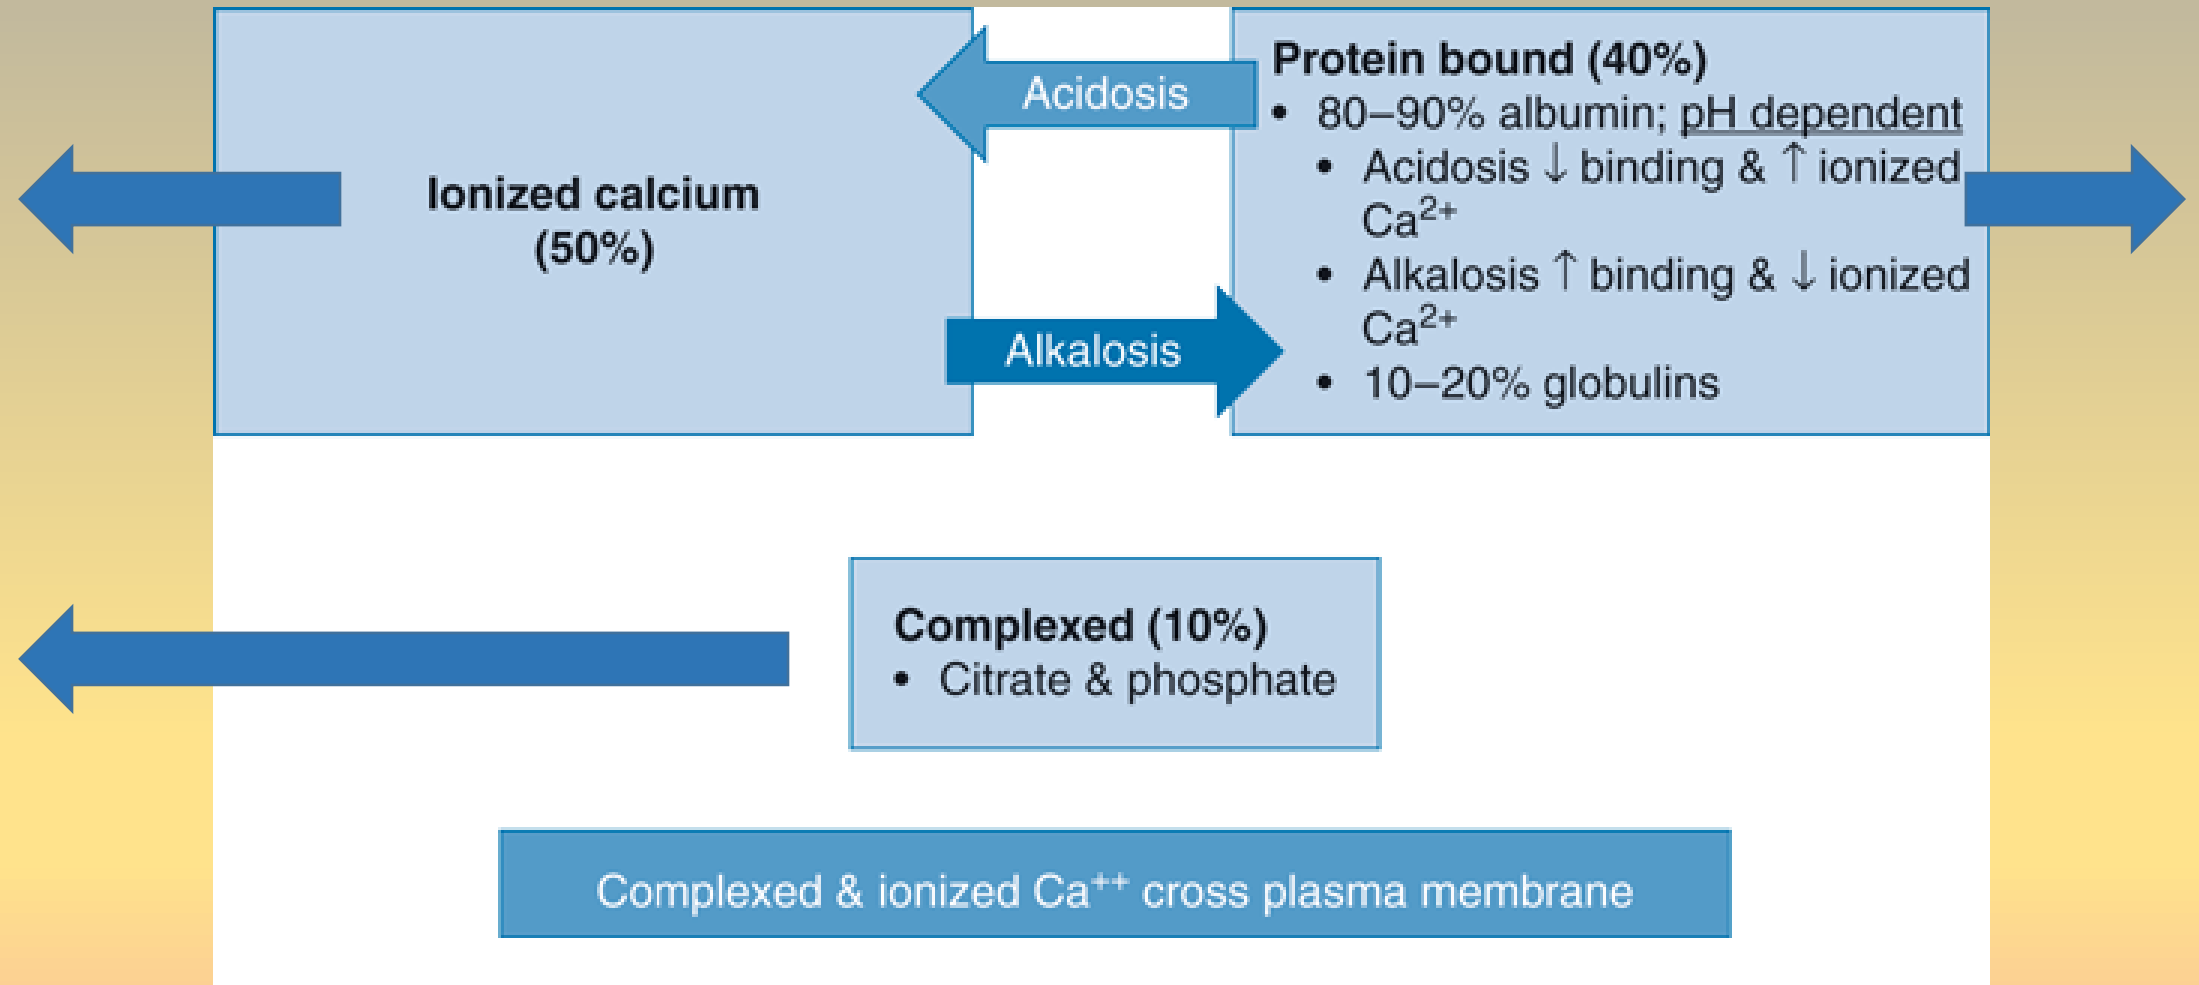 Ionized calcium
(50%)
Acidosis
Alkalosis
Protein bound (40%)
• 80–90% albumin; pH dependent
• Acidosis ↓ binding & ↑ ionized
Ca²⁺
• Alkalosis ↑ binding & ↓ ionized
Ca²⁺
• 10–20% globulins
Complexed (10%)
• Citrate & phosphate
Complexed & ionized Ca⁺⁺ cross plasma membrane